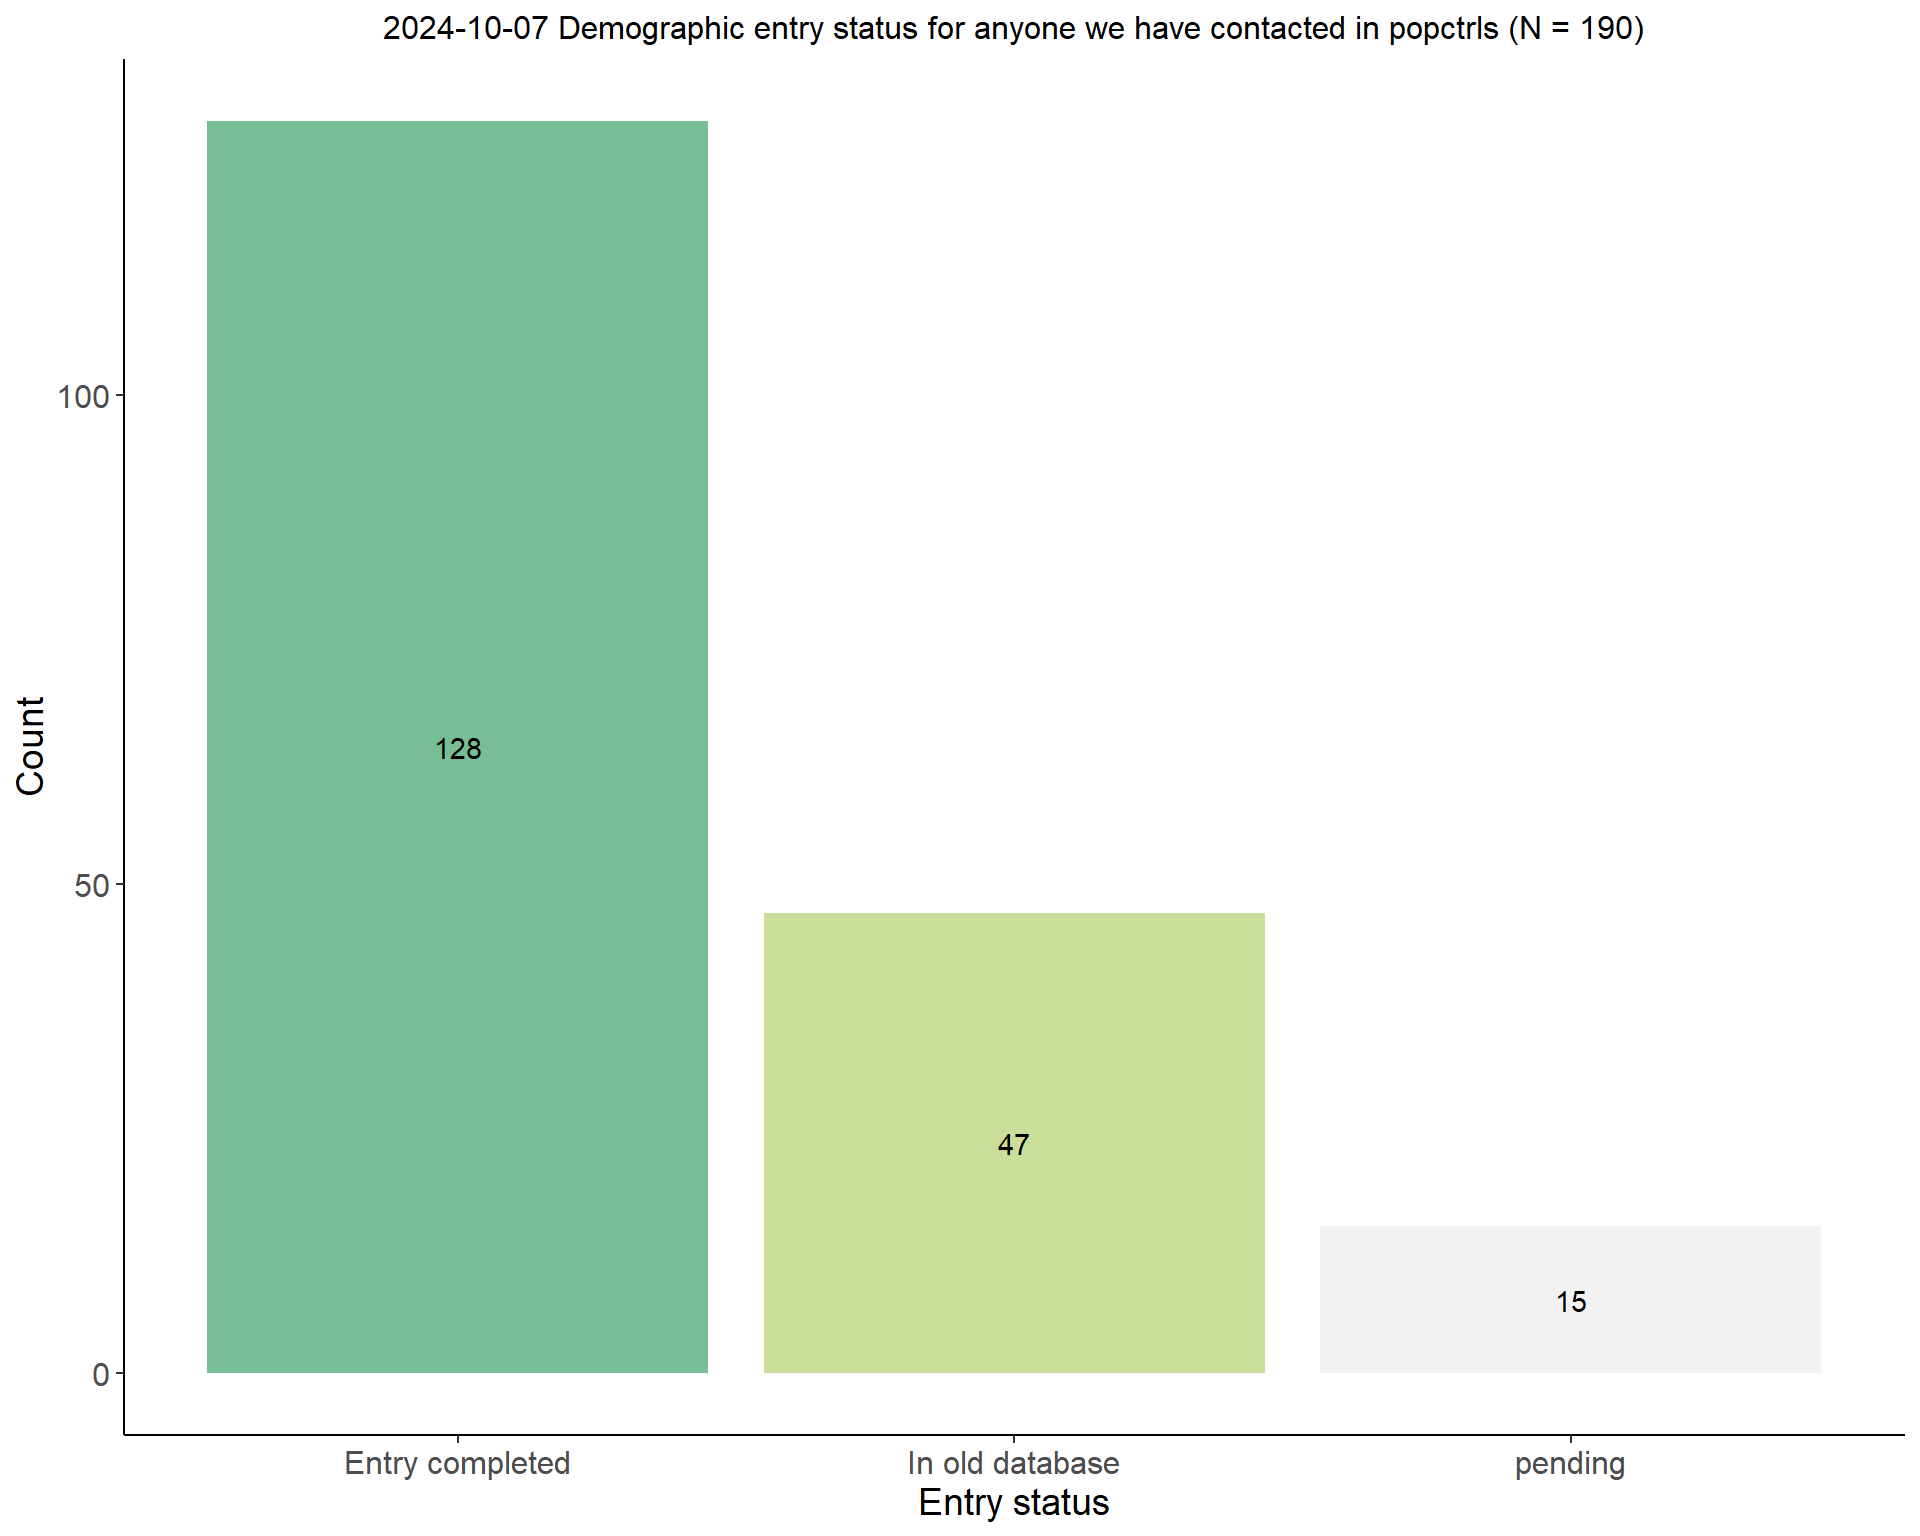 2024-10-07 Demographic entry status for anyone we have contacted in popctrls (N = 190)
Count
100
50
0
128
47
15
Entry completed
In old database
pending
Entry status